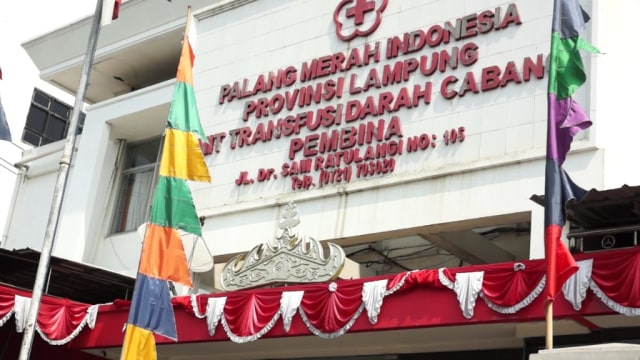 PALANG MERAH INDONESIA
PROVINSI LAMPUNG
UNIT TRANSFUSI DARAH CABANG
PEMBINA
JL. Dr. SAM RATULANGI NO: 105
Telp. (0721) 703020